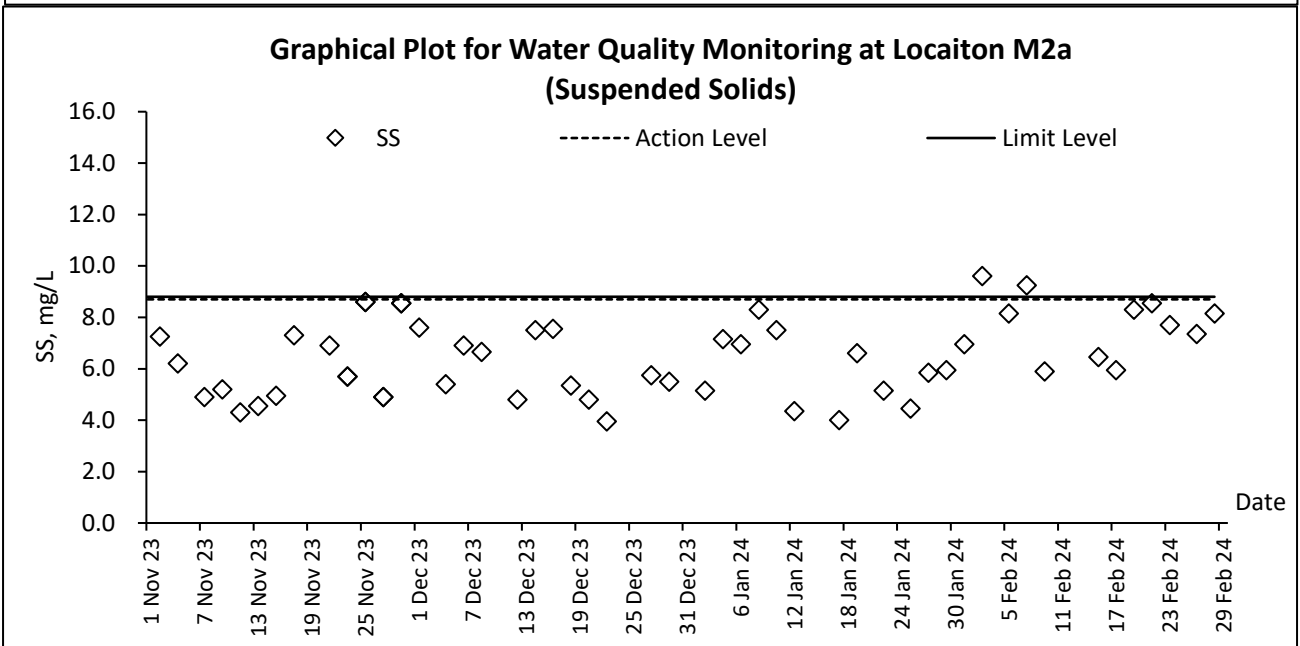 Graphical Plot for Water Quality Monitoring at Locaiton M2a
(Suspended Solids)
SS
Action Level
Limit Level
SS, mg/L
16.0
14.0
12.0
10.0
8.0
6.0
4.0
2.0
0.0
Date
1 Nov 23
7 Nov 23
13 Nov 23
19 Nov 23
25 Nov 23
1 Dec 23
7 Dec 23
13 Dec 23
19 Dec 23
25 Dec 23
31 Dec 23
6 Jan 24
12 Jan 24
18 Jan 24
24 Jan 24
30 Jan 24
5 Feb 24
11 Feb 24
17 Feb 24
23 Feb 24
29 Feb 24